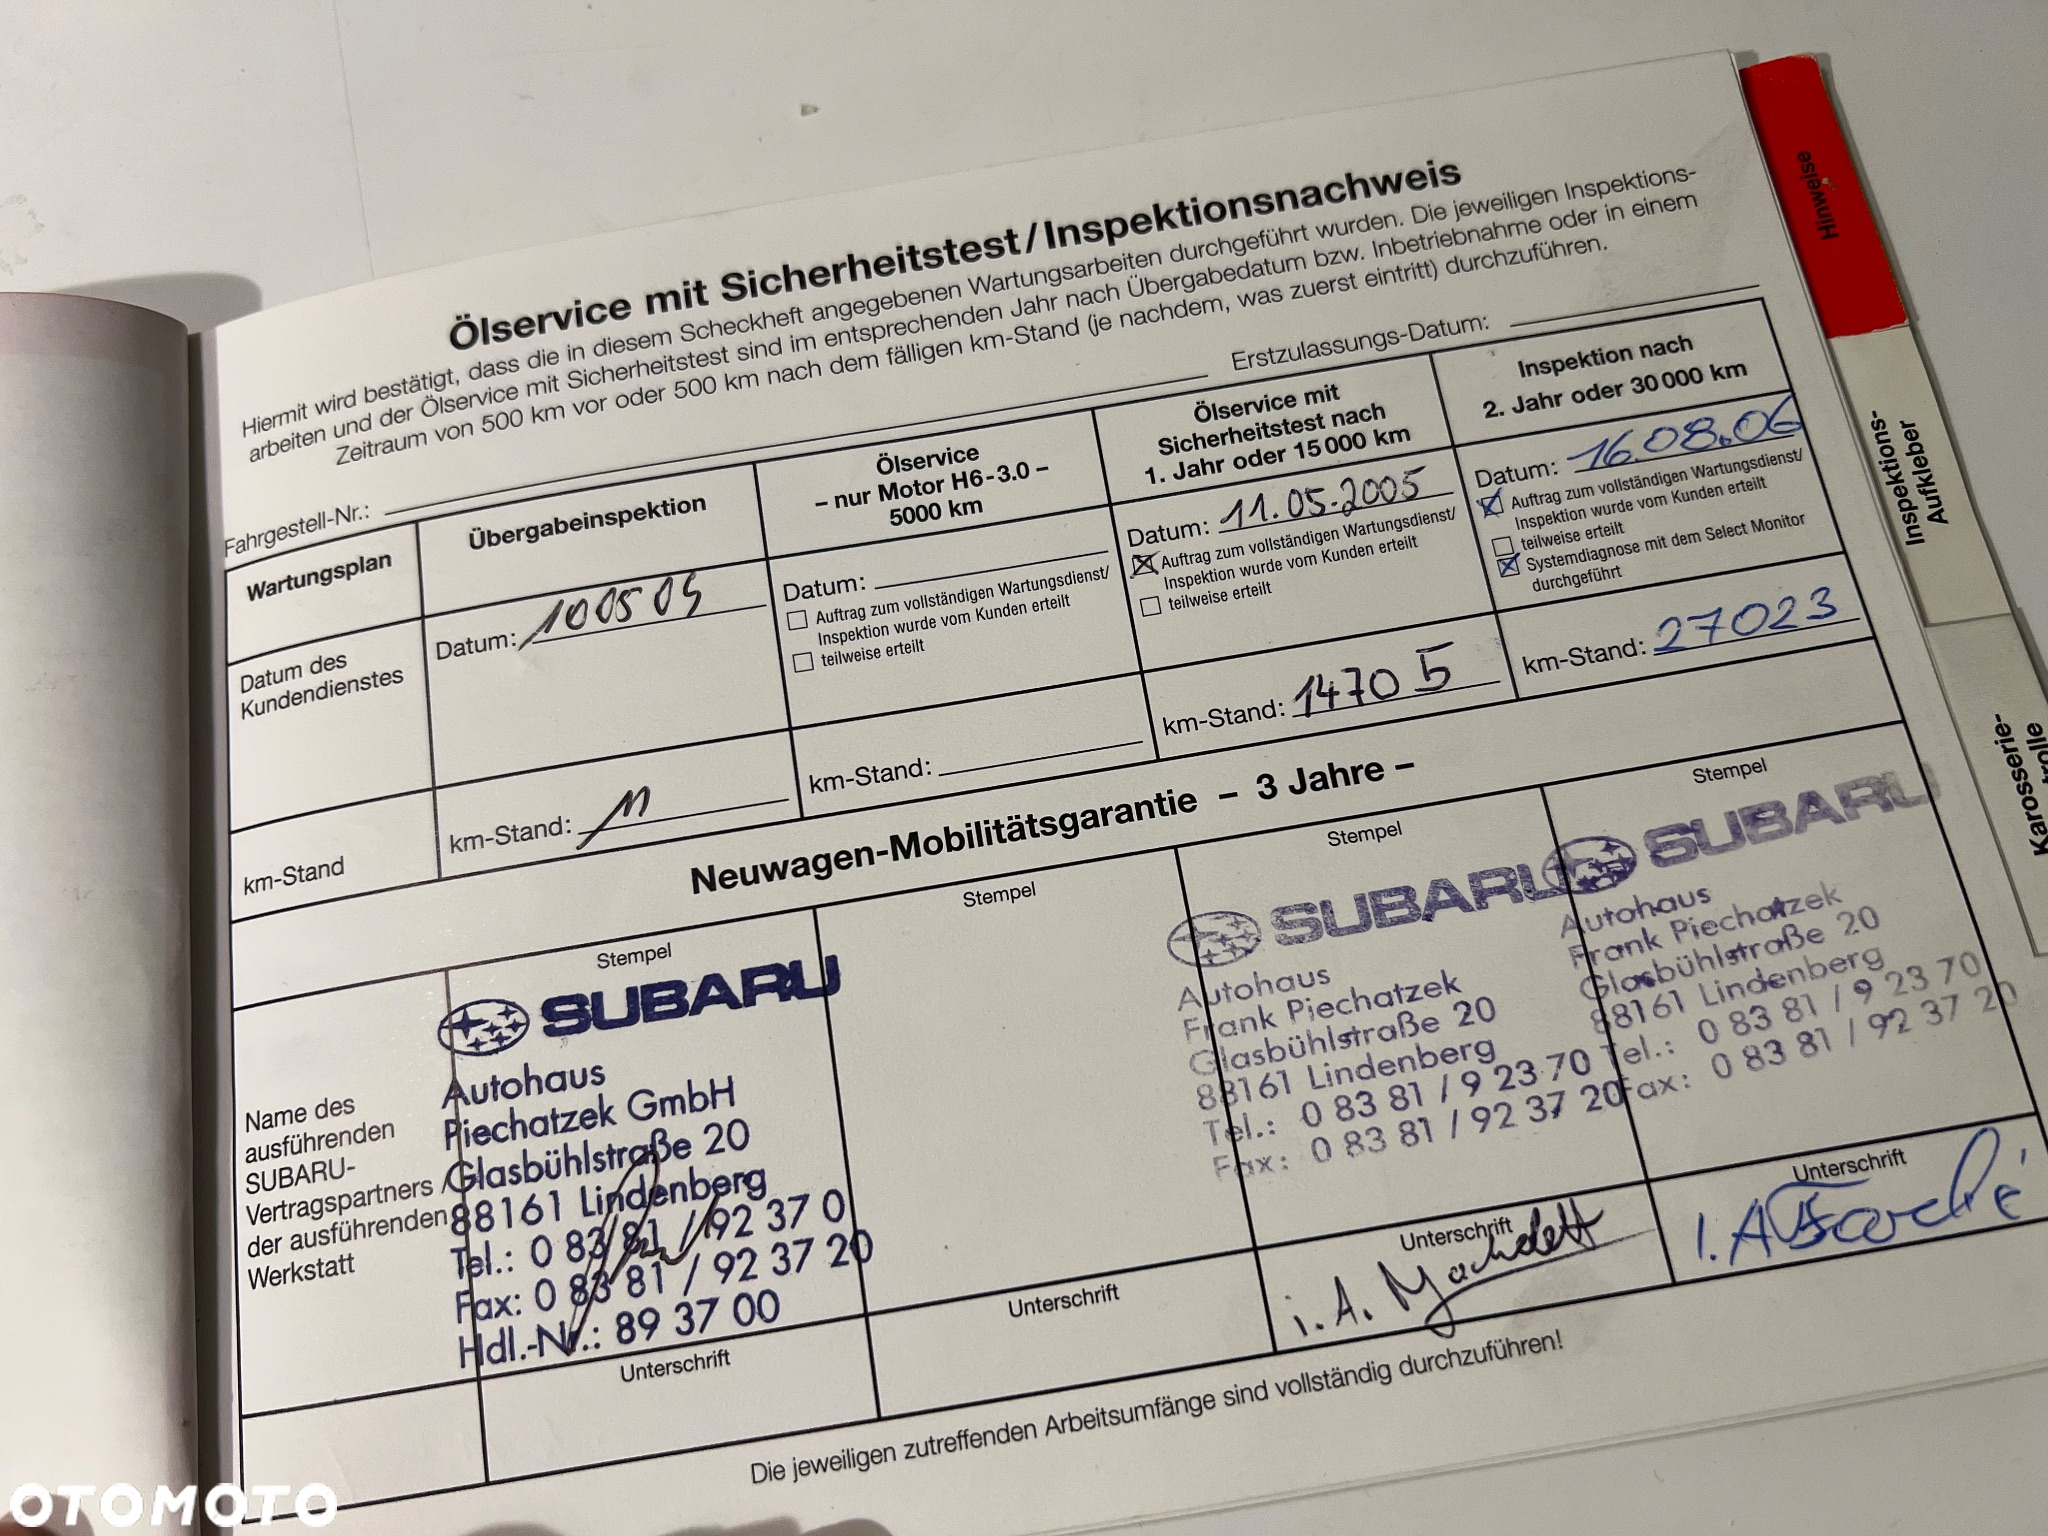 Ölservice mit Sicherheitstest/Inspektionsnachweis
Hiermit wird bestätigt, dass die in diesem Scheckheft angegebenen Wartungsarbeiten durchgeführt wurden. Die jeweiligen Inspektions-
arbeiten und der Ölservice mit Sicherheitstest sind im entsprechenden Jahr nach Übergabedatum bzw. Inbetriebnahme oder in einem
Zeitraum von 500 km vor oder 500 km nach dem fälligen km-Stand (je nachdem, was zuerst eintritt) durchzuführen.
Fahrgestell-Nr.:
Erstzulassungs-Datum:
Wartungsplan
Übergabeinspektion
Ölservice
– nur Motor H6-3.0 –
5000 km
Ölservice mit
Sicherheitstest nach
1. Jahr oder 15 000 km
Inspektion nach
2. Jahr oder 30 000 km
Datum des
Kundendienstes
Datum: 100504
Datum:
Auftrag zum vollständigen Wartungsdienst/
Inspektion wurde vom Kunden erteilt
teilweise erteilt
Datum: 11.05.2005
Auftrag zum vollständigen Wartungsdienst/
Inspektion wurde vom Kunden erteilt
teilweise erteilt
Datum: 16.08.06
Auftrag zum vollständigen Wartungsdienst/
Inspektion wurde vom Kunden erteilt
teilweise erteilt
Systemdiagnose mit dem Select Monitor
durchgeführt
km-Stand
km-Stand: 11
km-Stand:
km-Stand: 14705
km-Stand: 27023
Neuwagen-Mobilitätsgarantie – 3 Jahre –
Name des
ausführenden
SUBARU-
Vertragspartners /
der ausführenden
Werkstatt
Stempel
SUBARU
Autohaus
Piechatzek GmbH
Glasbühlstraße 20
88161 Lindenberg
Tel.: 0 83 81 / 92 37 0
Fax: 0 83 81 / 92 37 20
Hdl.-Nr.: 89 37 00
Unterschrift
Stempel
Unterschrift
Stempel
SUBARU
Autohaus
Frank Piechatzek
Glasbühlstraße 20
88161 Lindenberg
Tel.: 0 83 81 / 9 23 70
Fax: 0 83 81 / 92 37 20
Unterschrift
i.A.
Stempel
SUBARU
Autohaus
Frank Piechatzek
Glasbühlstraße 20
88161 Lindenberg
Tel.: 0 83 81 / 9 23 70
Fax: 0 83 81 / 92 37 20
Unterschrift
i.A.
Die jeweiligen zutreffenden Arbeitsumfänge sind vollständig durchzuführen!
Hinweise
Inspektions-
Aufkleber
Karosserie-
OTOMOTO